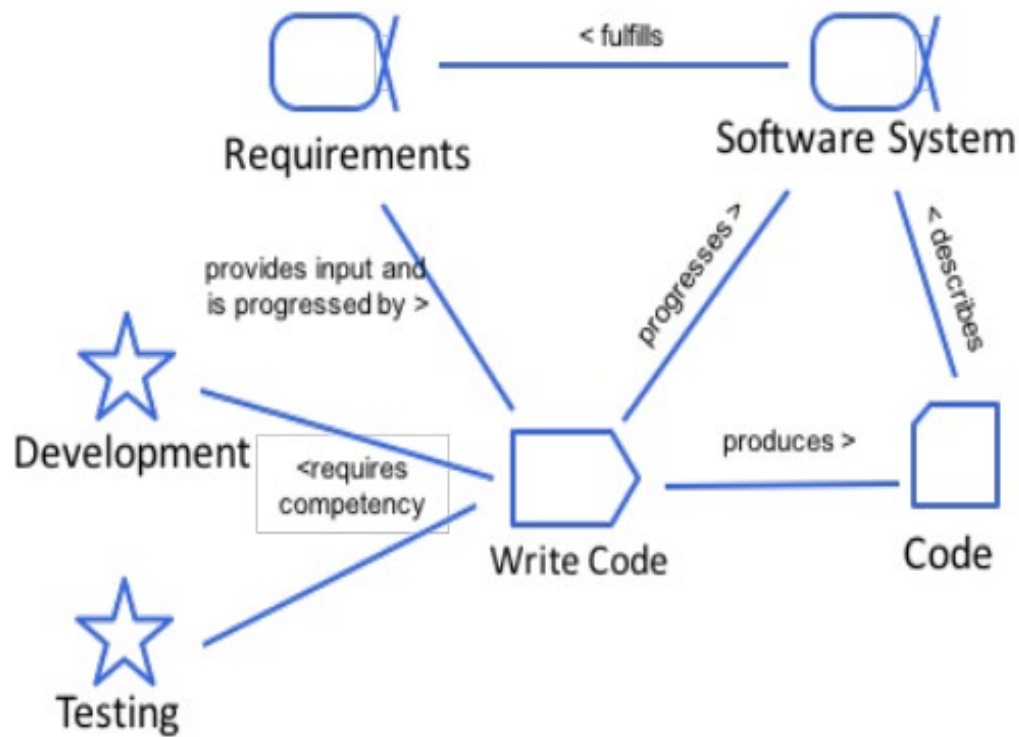 < fulfills
Requirements
Software System
provides input and
is progressed by >
progresses >
< describes
Development
<requires
competency
produces >
Write Code
Code
Testing